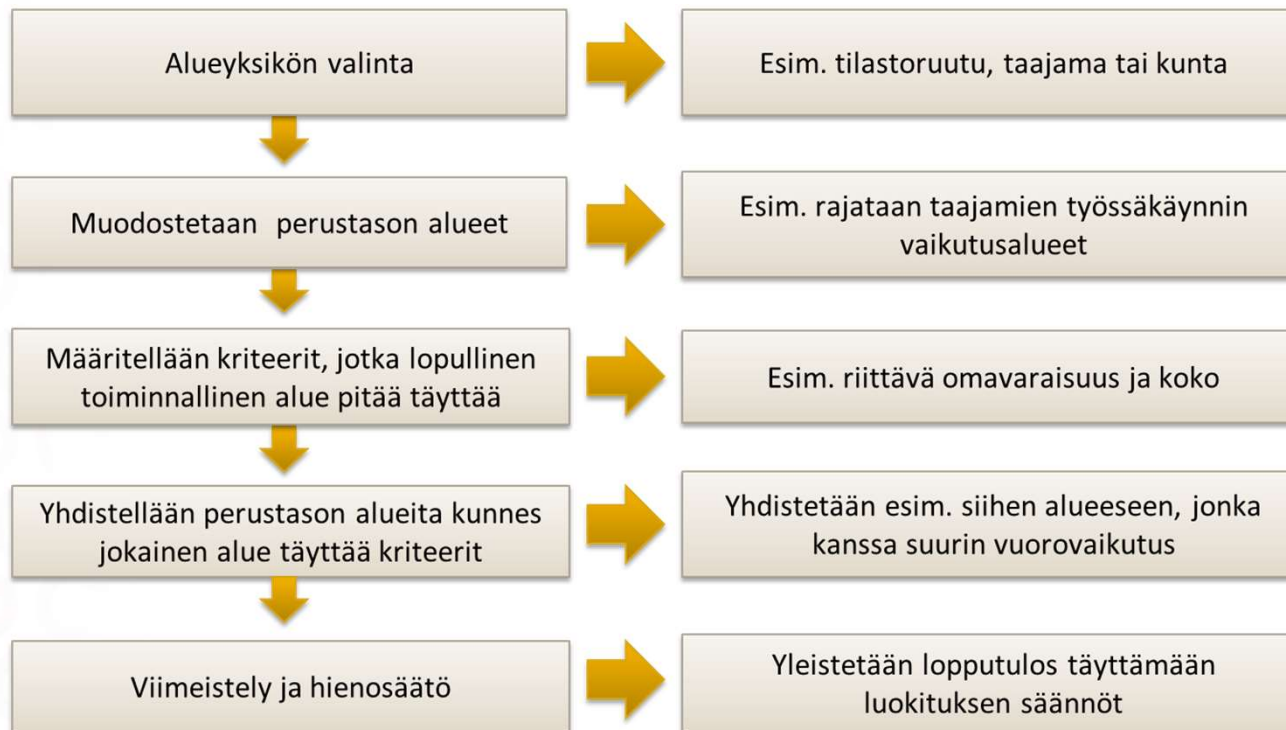 Alueyksikön valinta
Esim. tilastoruutu, taajama tai kunta
Muodostetaan perustason alueet
Esim. rajataan taajamien työssäkäynnin
vaikutusalueet
Määritellään kriteerit, jotka lopullinen
toiminnallinen alue pitää täyttää
Esim. riittävä omavaraisuus ja koko
Yhdistellään perustason alueita kunnes
jokainen alue täyttää kriteerit
Yhdistetään esim. siihen alueeseen, jonka
kanssa suurin vuorovaikutus
Viimeistely ja hienosäätö
Yleistetään lopputulos täyttämään
luokituksen säännöt